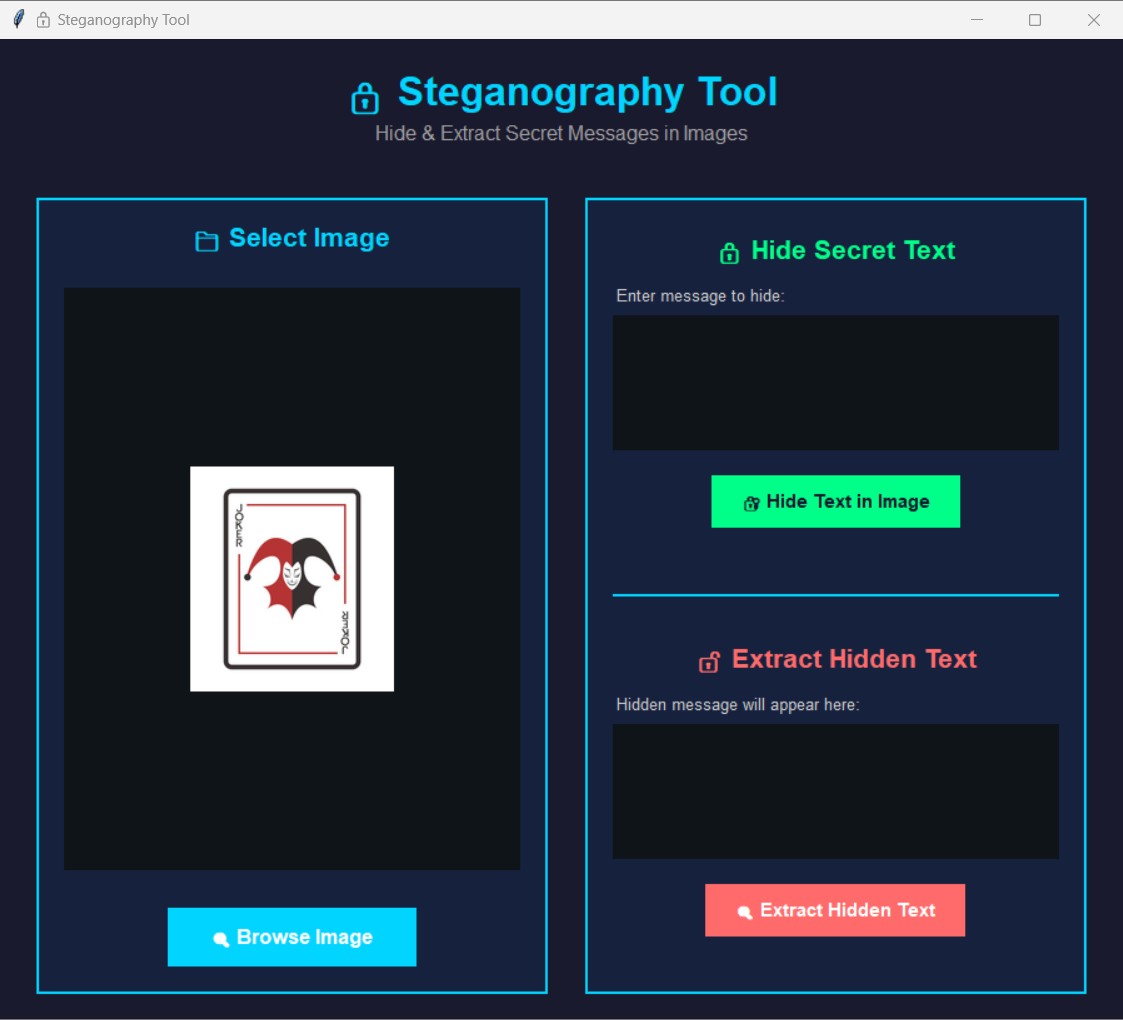 Steganography Tool
Steganography Tool
Hide & Extract Secret Messages in Images
Select Image
JOKER
JOKER
Browse Image
Hide Secret Text
Enter message to hide:
Hide Text in Image
Extract Hidden Text
Hidden message will appear here:
Extract Hidden Text